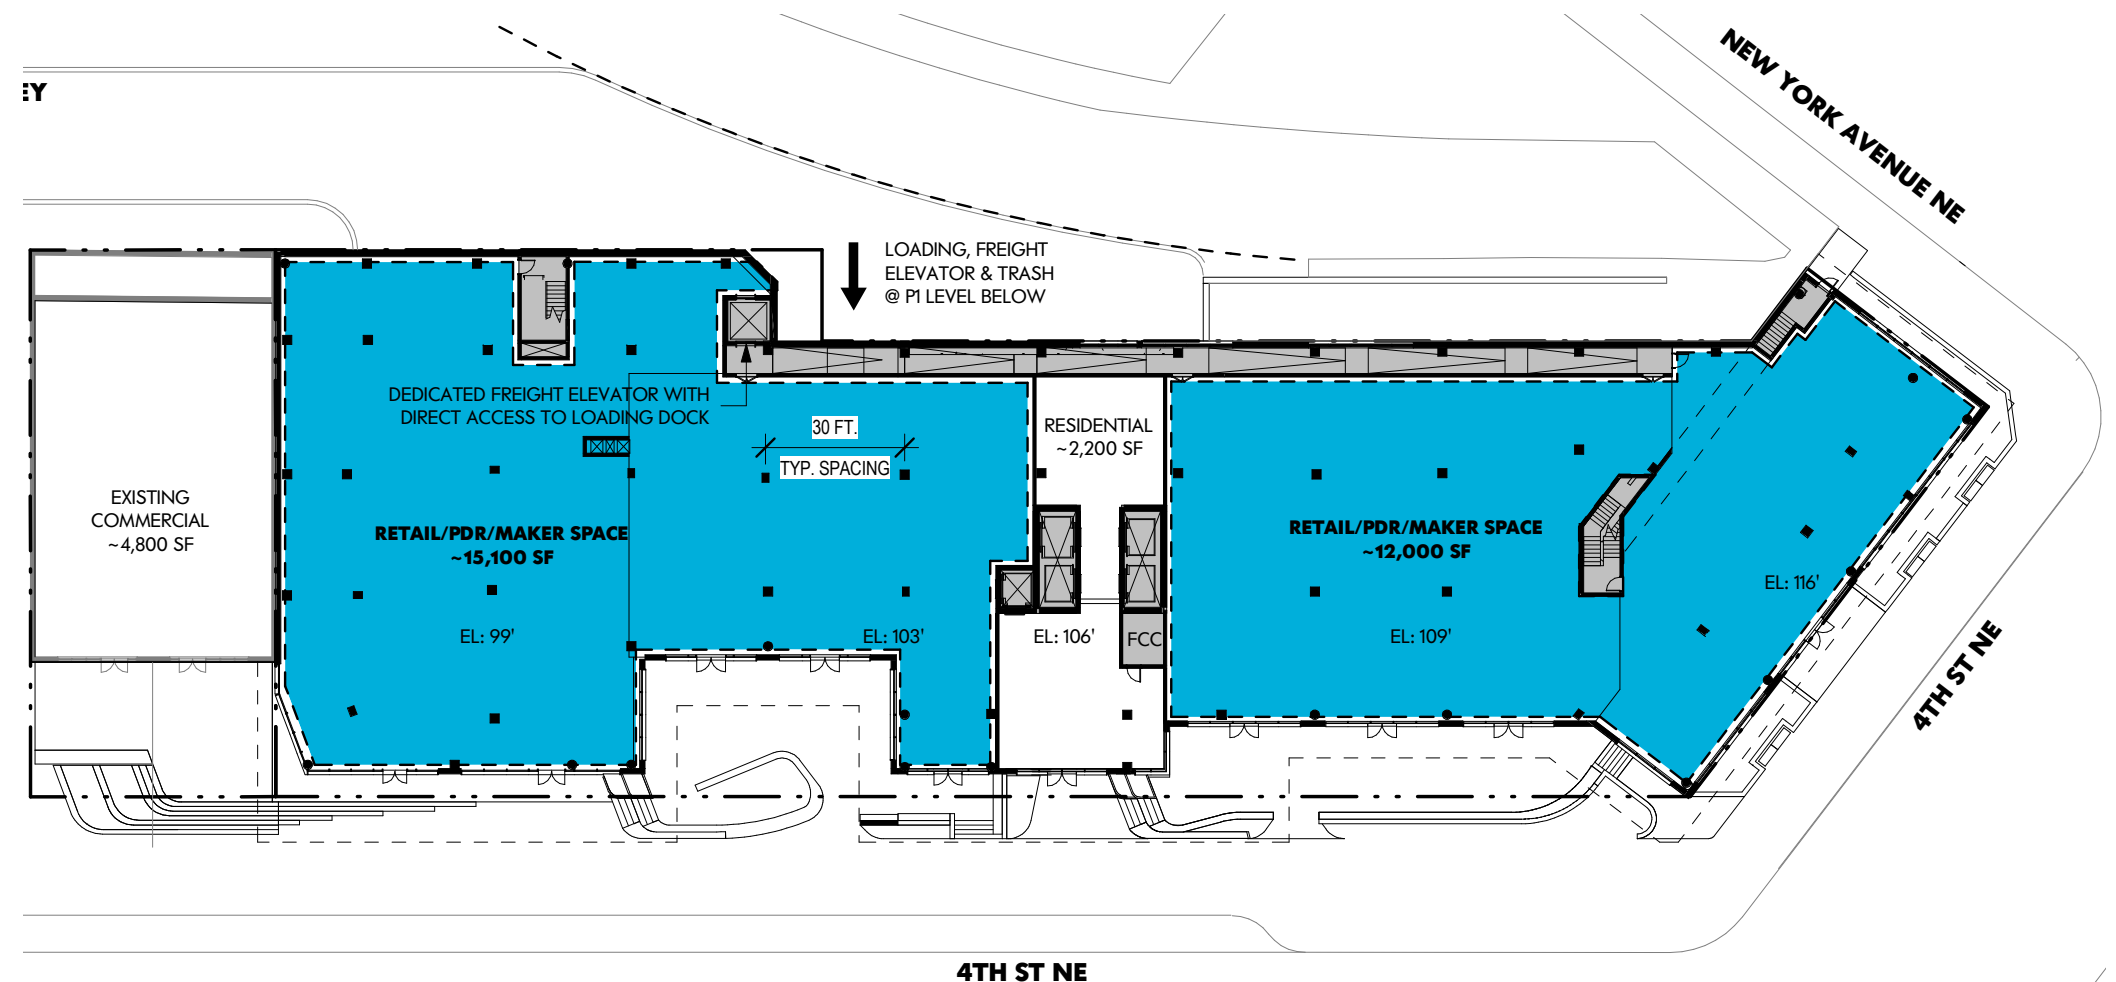 NEW YORK AVENUE NE
EY
LOADING, FREIGHT
ELEVATOR & TRASH
@ P1 LEVEL BELOW
DEDICATED FREIGHT ELEVATOR WITH
DIRECT ACCESS TO LOADING DOCK
30 FT.
TYP. SPACING
RESIDENTIAL
~2,200 SF
EXISTING
COMMERCIAL
~4,800 SF
RETAIL/PDR/MAKER SPACE
~15,100 SF
RETAIL/PDR/MAKER SPACE
~12,000 SF
EL: 116'
EL: 99'
EL: 103'
EL: 106'
FCC
EL: 109'
4TH ST NE
4TH ST NE